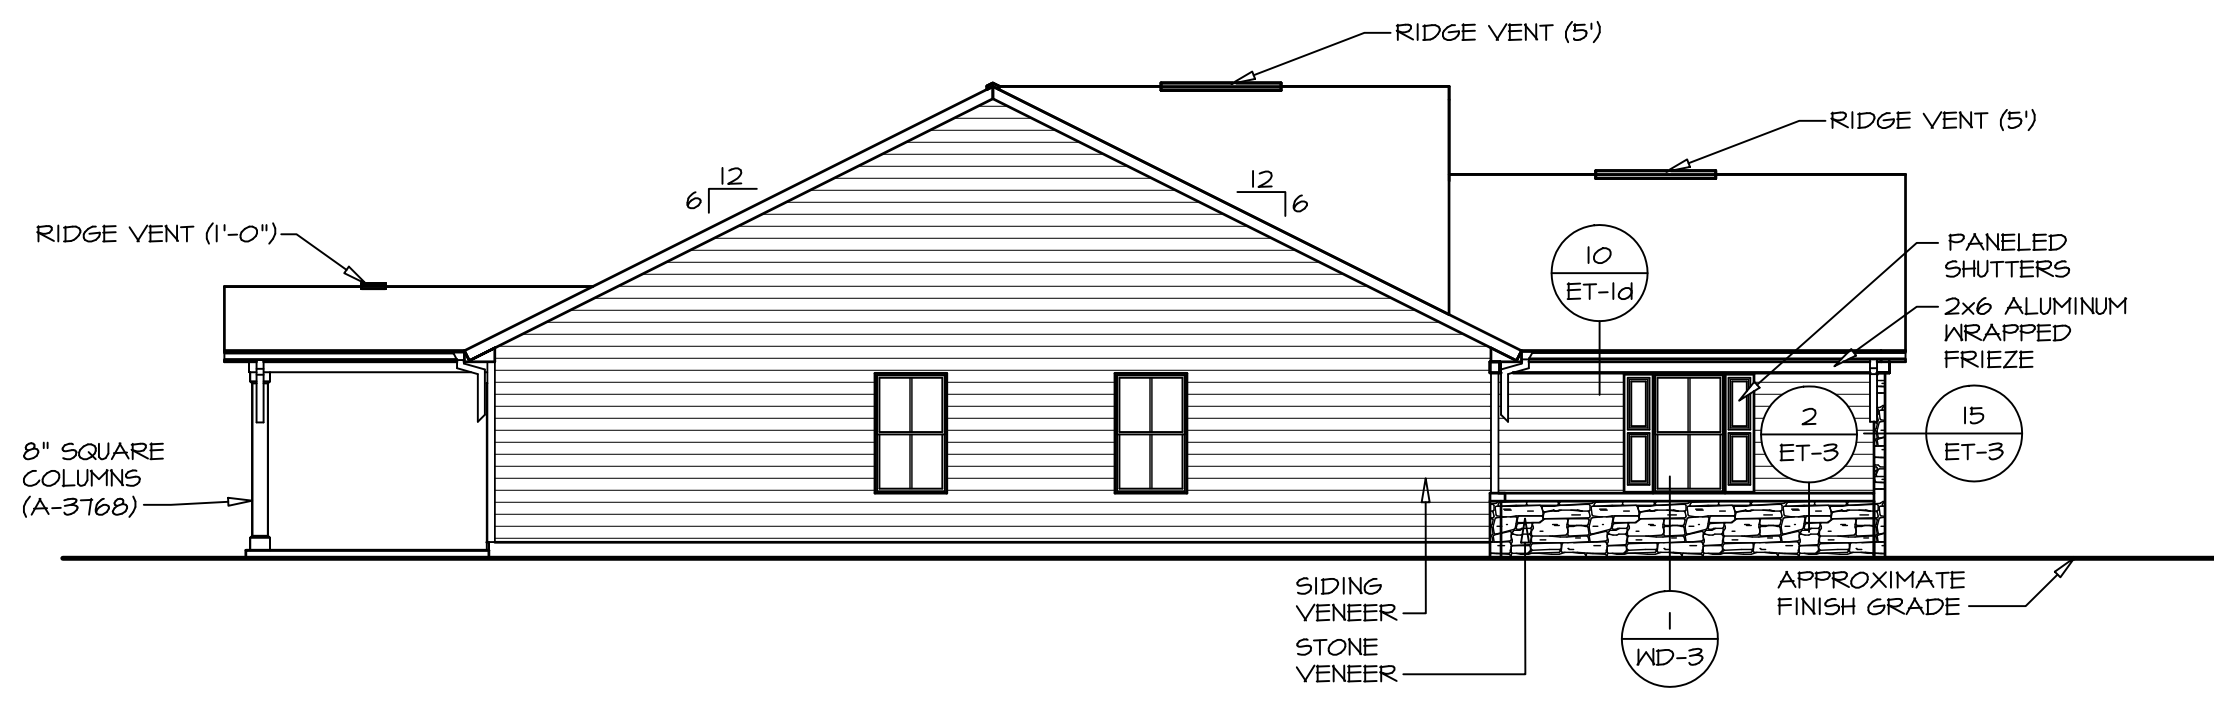 RIDGE VENT (5')
RIDGE VENT (5')
12
6
12
6
RIDGE VENT (1'-0")
PANELED
SHUTTERS
10
ET-1d
2x6 ALUMINUM
WRAPPED
FRIEZE
2
ET-3
15
ET-3
8" SQUARE
COLUMNS
(A-3768)
SIDING
VENEER
STONE
VENEER
1
WD-3
APPROXIMATE
FINISH GRADE